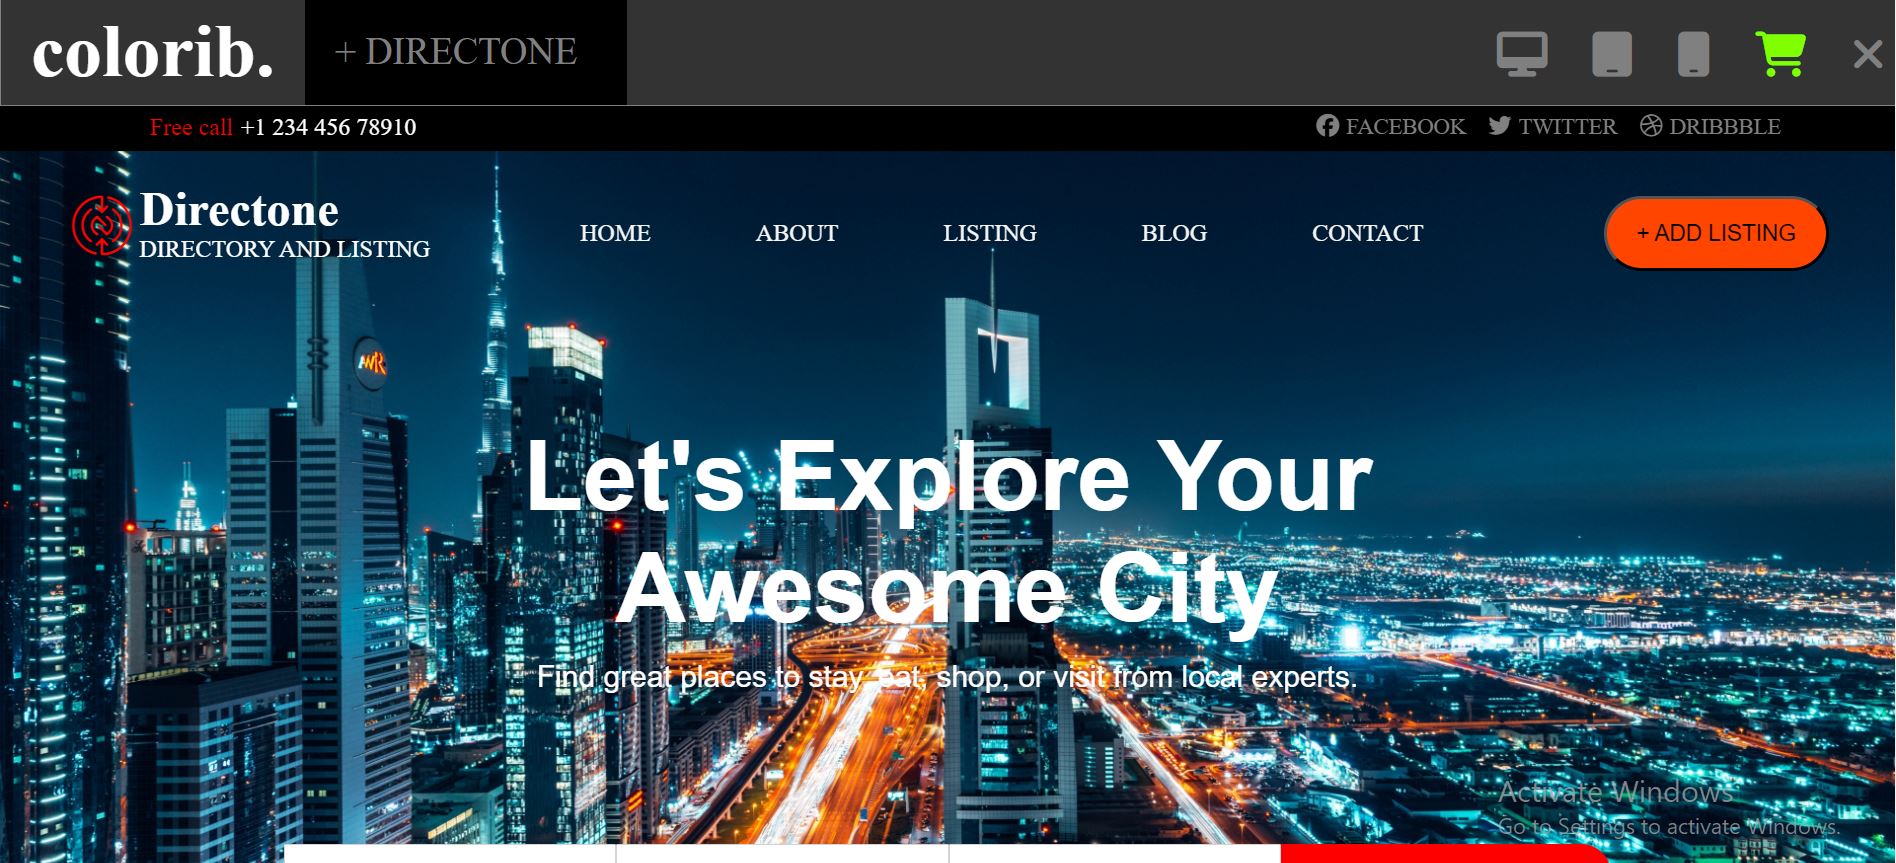 colorib.
+ DIRECTONE
Free call +1 234 456 78910
FACEBOOK TWITTER DRIBBBLE
Directone
DIRECTORY AND LISTING
HOME ABOUT LISTING BLOG CONTACT
+ ADD LISTING
AWR
Let's Explore Your
Awesome City
Find great places to stay, eat, shop, or visit from local experts.
Activate Windows
Go to Settings to activate Windows.